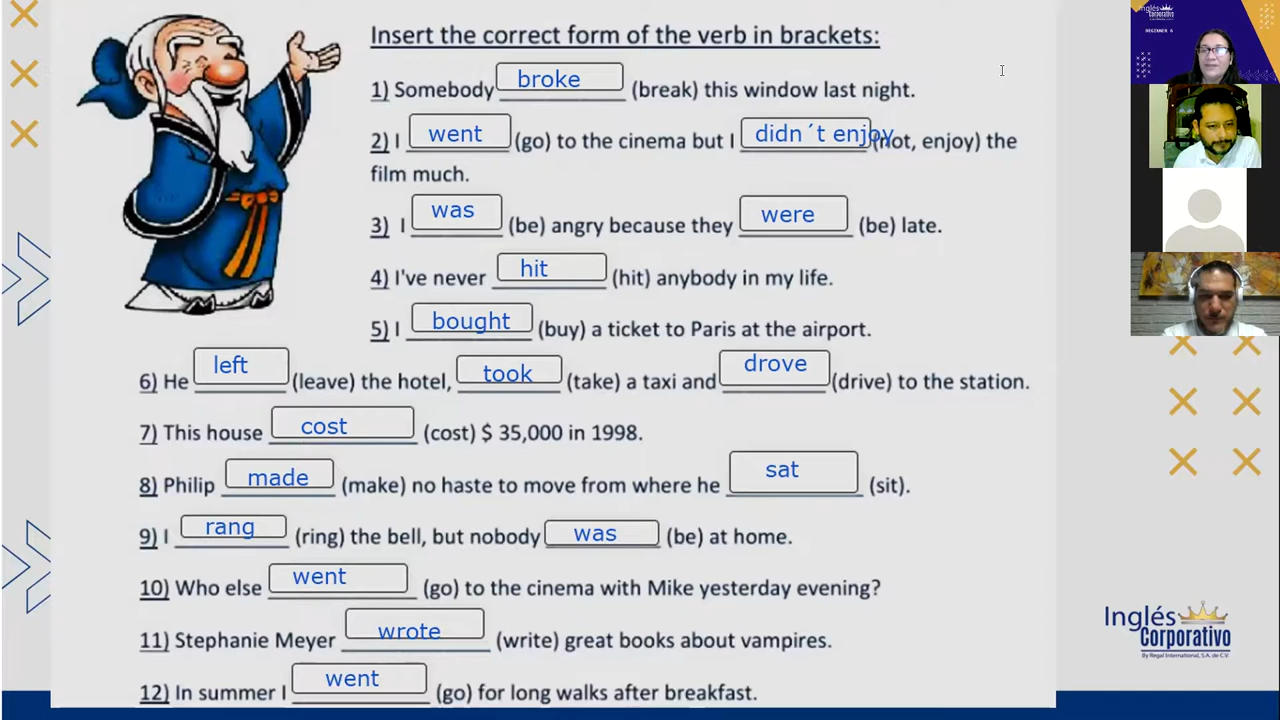 Insert the correct form of the verb in brackets:
1) Somebody broke (break) this window last night.
2) I went (go) to the cinema but I didn´t enjoy (not, enjoy) the
film much.
3) I was (be) angry because they were (be) late.
4) I've never hit (hit) anybody in my life.
5) I bought (buy) a ticket to Paris at the airport.
6) He left (leave) the hotel, took (take) a taxi and drove (drive) to the station.
7) This house cost (cost) $ 35,000 in 1998.
8) Philip made (make) no haste to move from where he sat (sit).
9) I rang (ring) the bell, but nobody was (be) at home.
10) Who else went (go) to the cinema with Mike yesterday evening?
11) Stephanie Meyer wrote (write) great books about vampires.
12) In summer I went (go) for long walks after breakfast.
Inglés
Corporativo
BEGINNER 6
Inglés
Corporativo
By Regal International, S.A. de C.V.